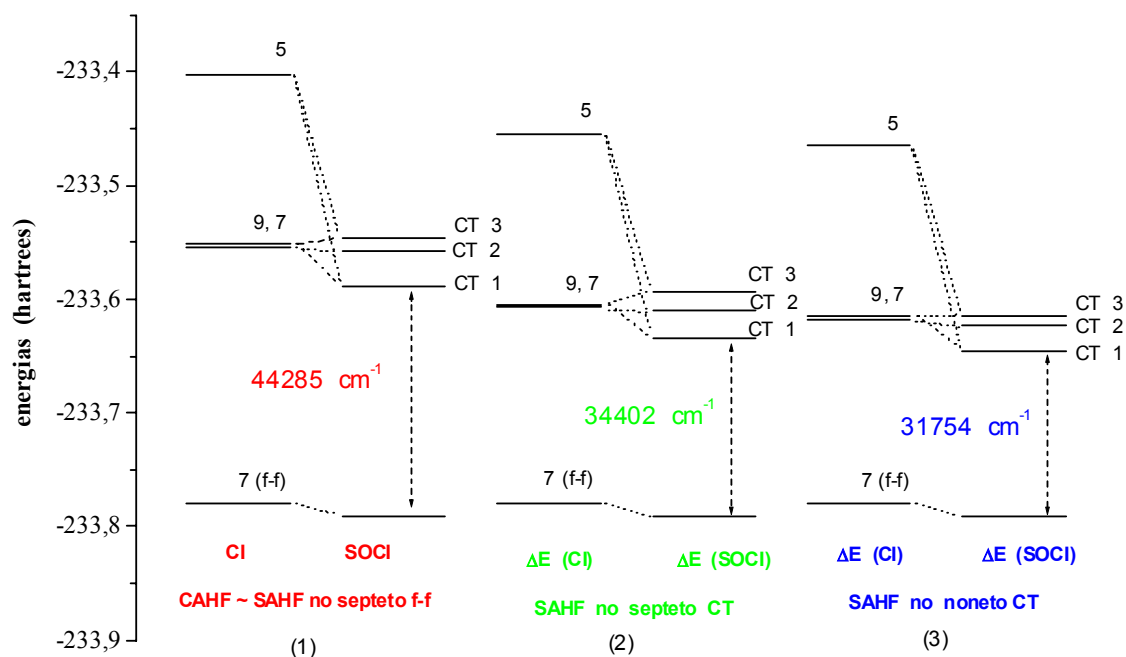 energias (hartrees)
-233,4
-233,5
-233,6
-233,7
-233,8
-233,9
5
9, 7
CT 3
CT 2
CT 1
44285 cm⁻¹
7 (f-f)
CI SOCI
CAHF ~ SAHF no septeto f-f
(1)
5
9, 7
CT 3
CT 2
CT 1
34402 cm⁻¹
7 (f-f)
ΔE (CI) ΔE (SOCI)
SAHF no septeto CT
(2)
5
9, 7
CT 3
CT 2
CT 1
31754 cm⁻¹
7 (f-f)
ΔE (CI) ΔE (SOCI)
SAHF no noneto CT
(3)